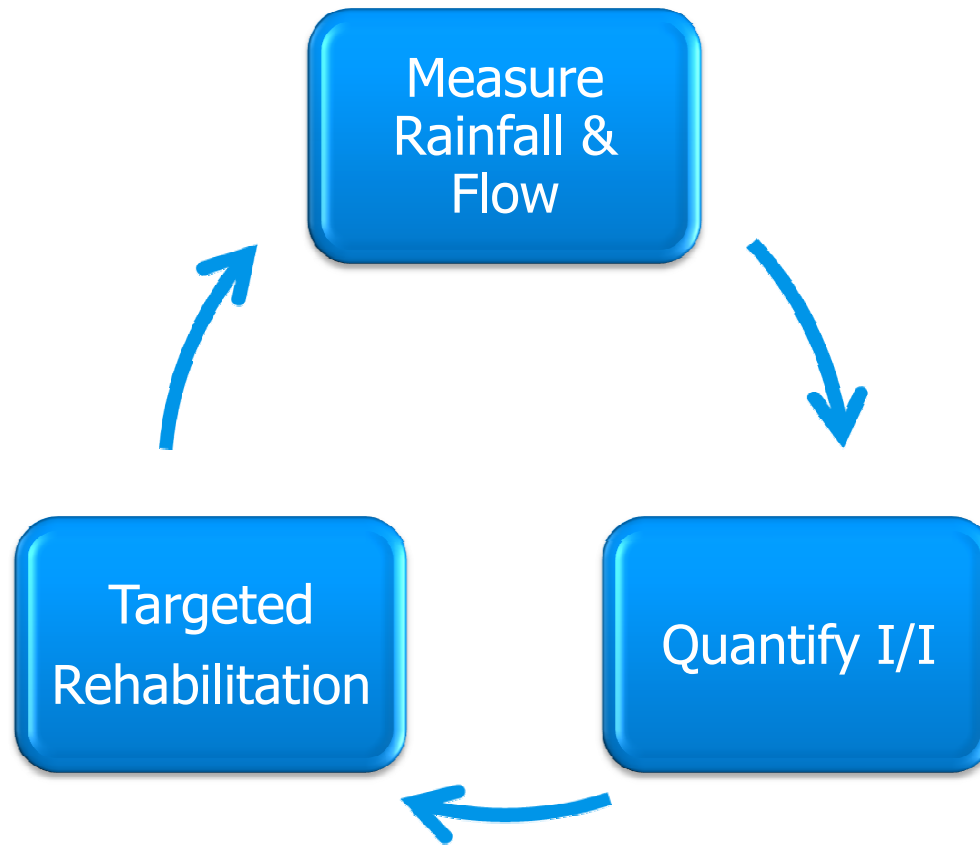 Measure
Rainfall &
Flow
Quantify I/I
Targeted
Rehabilitation